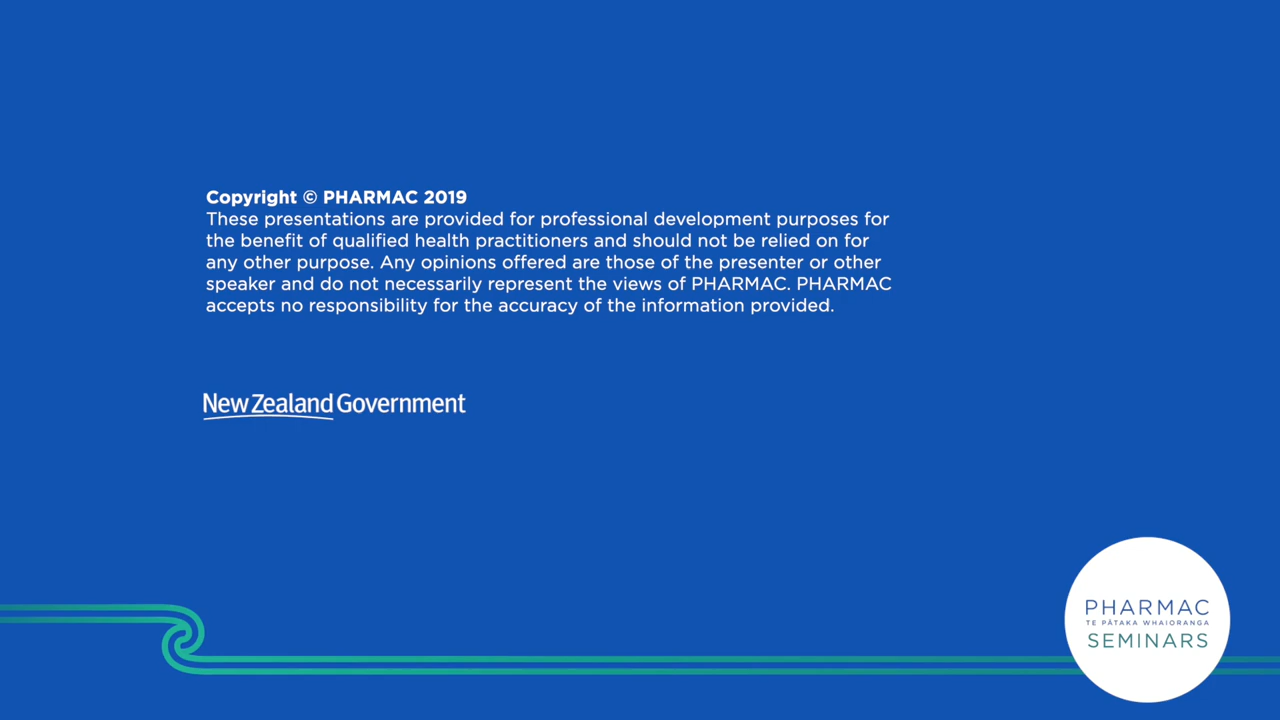 Copyright © PHARMAC 2019
These presentations are provided for professional development purposes for
the benefit of qualified health practitioners and should not be relied on for
any other purpose. Any opinions offered are those of the presenter or other
speaker and do not necessarily represent the views of PHARMAC. PHARMAC
accepts no responsibility for the accuracy of the information provided.
New Zealand Government
PHARMAC
TE PĀTAKA WHAIORANGA
SEMINARS